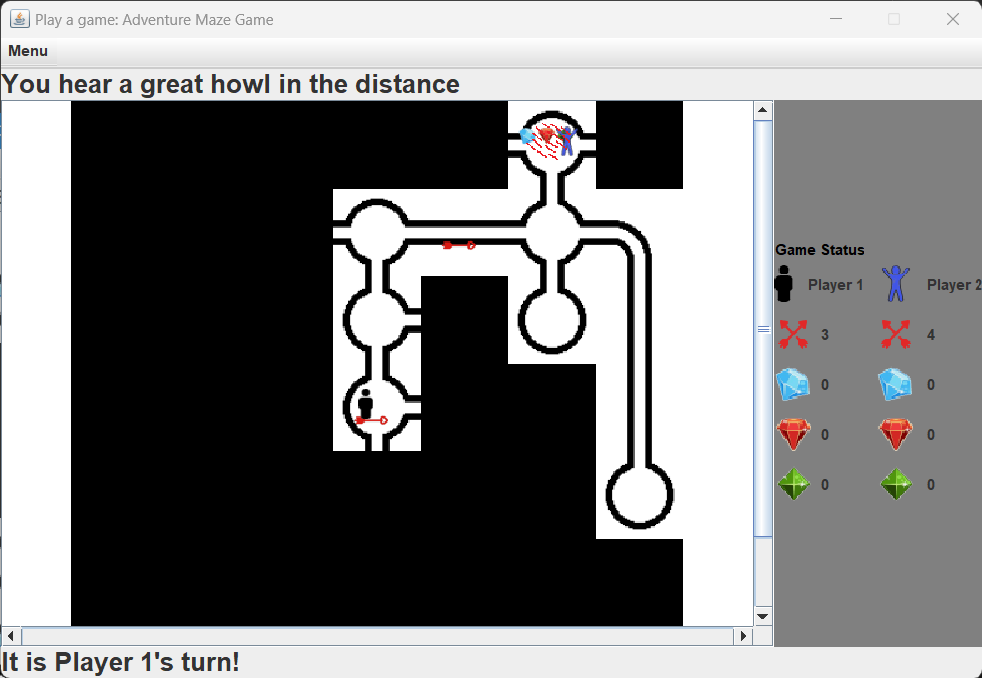 Play a game: Adventure Maze Game
Menu
You hear a great howl in the distance
Game Status
Player 1 Player 2
3 4
0 0
0 0
0 0
It is Player 1's turn!